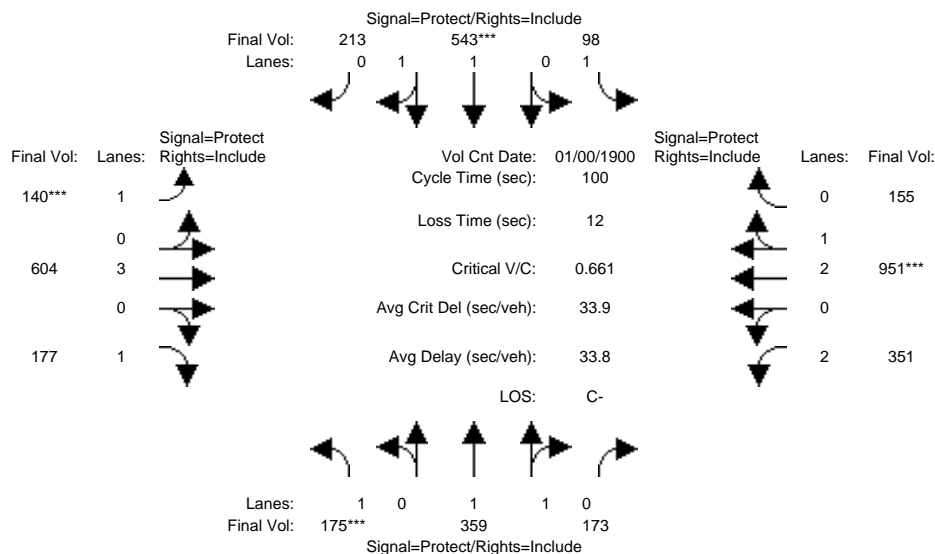 Signal=Protect/Rights=Include
Final Vol: 213 543*** 98
Lanes: 0 1 1 0 1
Signal=Protect
Final Vol: Lanes: Rights=Include
Vol Cnt Date: 01/00/1900
Signal=Protect
Rights=Include Lanes: Final Vol:
Cycle Time (sec): 100
140*** 1
0 155
Loss Time (sec): 12
0
1
604 3
Critical V/C: 0.661
2 951***
0
Avg Crit Del (sec/veh): 33.9
0
177 1
Avg Delay (sec/veh): 33.8
2 351
LOS: C-
Lanes: 1 0 1 1 0
Final Vol: 175*** 359 173
Signal=Protect/Rights=Include